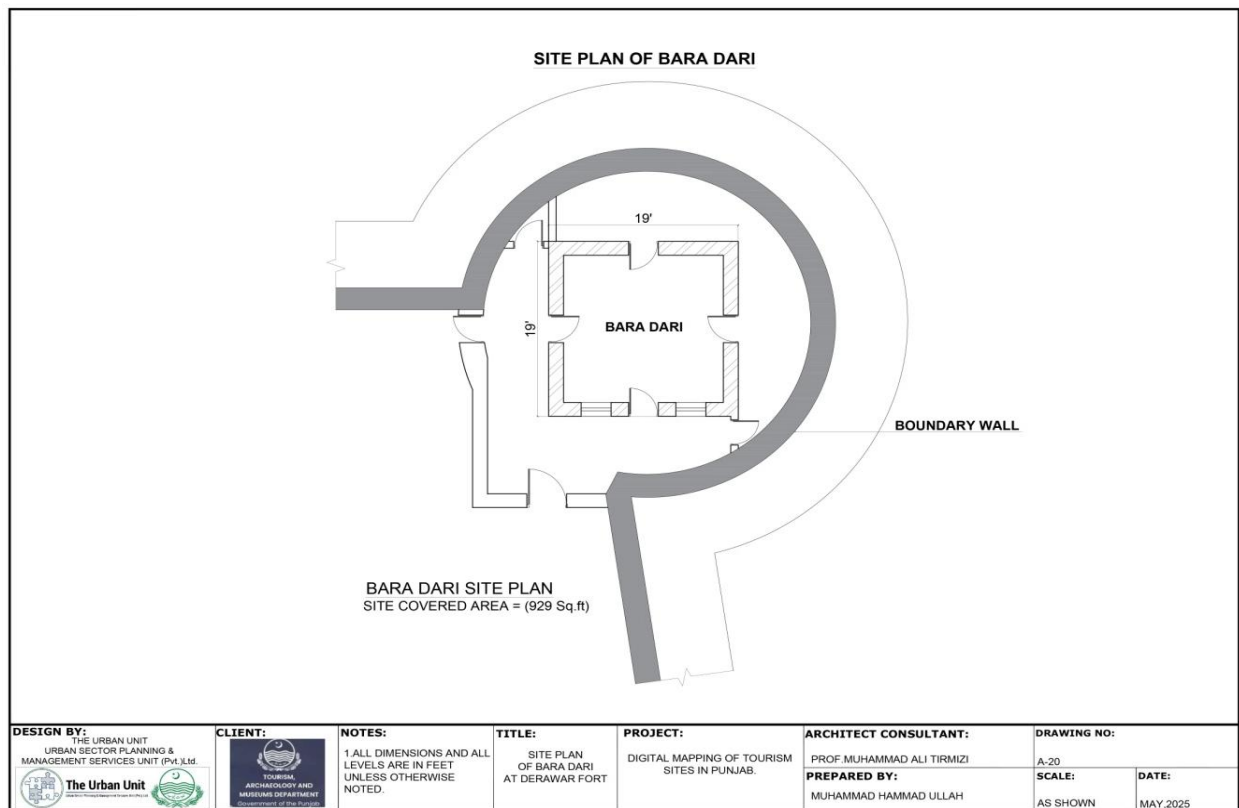 SITE PLAN OF BARA DARI
19'
19'
BARA DARI
BOUNDARY WALL
BARA DARI SITE PLAN
SITE COVERED AREA = (929 Sq.ft)
DESIGN BY:
THE URBAN UNIT
URBAN SECTOR PLANNING &
MANAGEMENT SERVICES UNIT (Pvt.)Ltd.
The Urban Unit
CLIENT:
TOURISM,
ARCHAEOLOGY AND
MUSEUMS DEPARTMENT
Government of the Punjab
NOTES:
1.ALL DIMENSIONS AND ALL
LEVELS ARE IN FEET
UNLESS OTHERWISE
NOTED.
TITLE:
SITE PLAN
OF BARA DARI
AT DERAWAR FORT
PROJECT:
DIGITAL MAPPING OF TOURISM
SITES IN PUNJAB.
ARCHITECT CONSULTANT:
PROF.MUHAMMAD ALI TIRMIZI
PREPARED BY:
MUHAMMAD HAMMAD ULLAH
DRAWING NO:
A-20
SCALE:
AS SHOWN
DATE:
MAY,2025